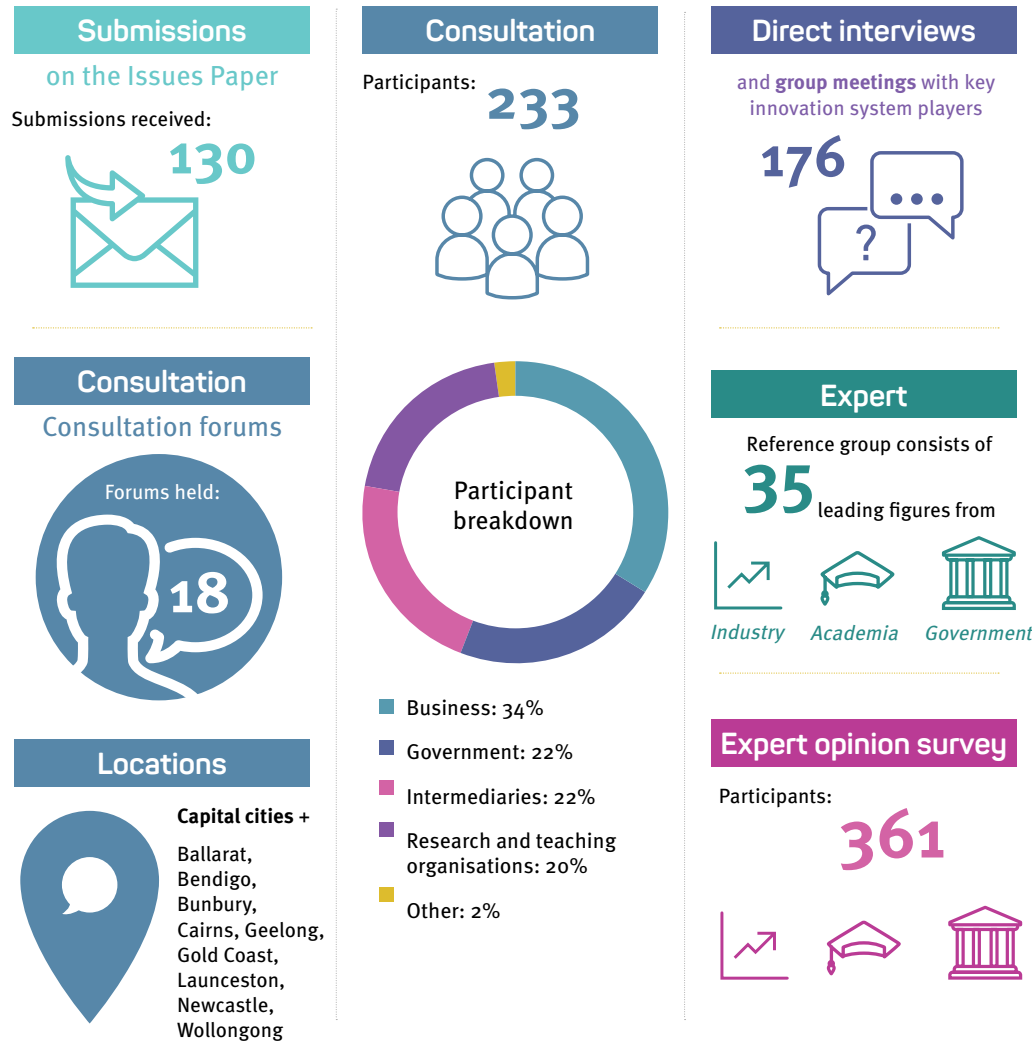 Submissions
on the Issues Paper
Submissions received:
130
Consultation
Consultation forums
Forums held:
18
Locations
Capital cities +
Ballarat,
Bendigo,
Bunbury,
Cairns, Geelong,
Gold Coast,
Launceston,
Newcastle,
Wollongong
Consultation
Participants:
233
Participant
breakdown
Business: 34%
Government: 22%
Intermediaries: 22%
Research and teaching
organisations: 20%
Other: 2%
Direct interviews
and group meetings with key
innovation system players
176
?
Expert
Reference group consists of
35 leading figures from
Industry Academia Government
Expert opinion survey
Participants:
361